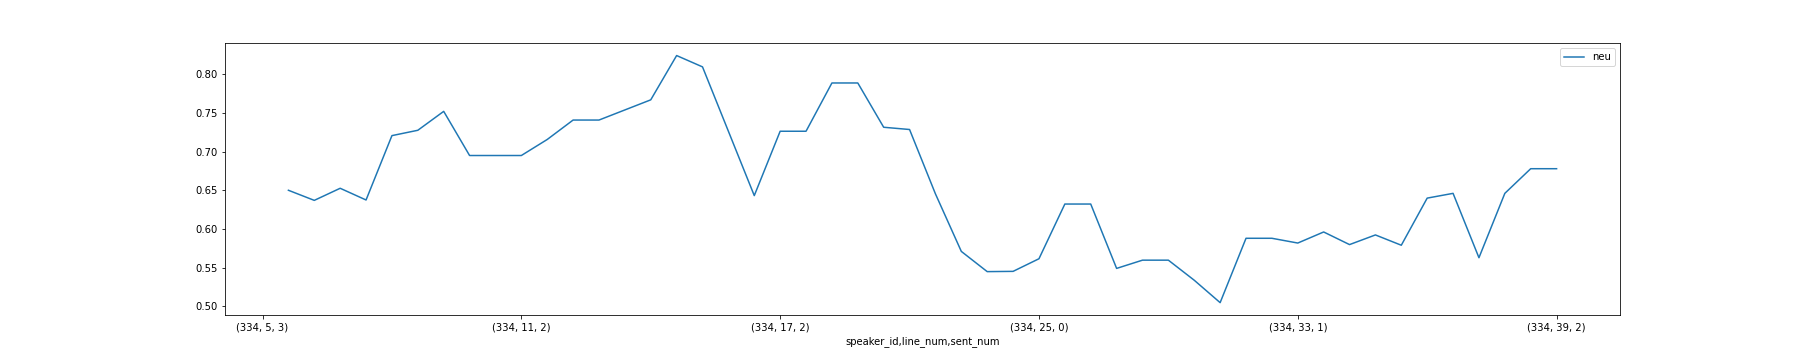 neu
0.80
0.75
0.70
0.65
0.60
0.55
0.50
(334, 5, 3) (334, 11, 2) (334, 17, 2) (334, 25, 0) (334, 33, 1) (334, 39, 2)
speaker_id,line_num,sent_num